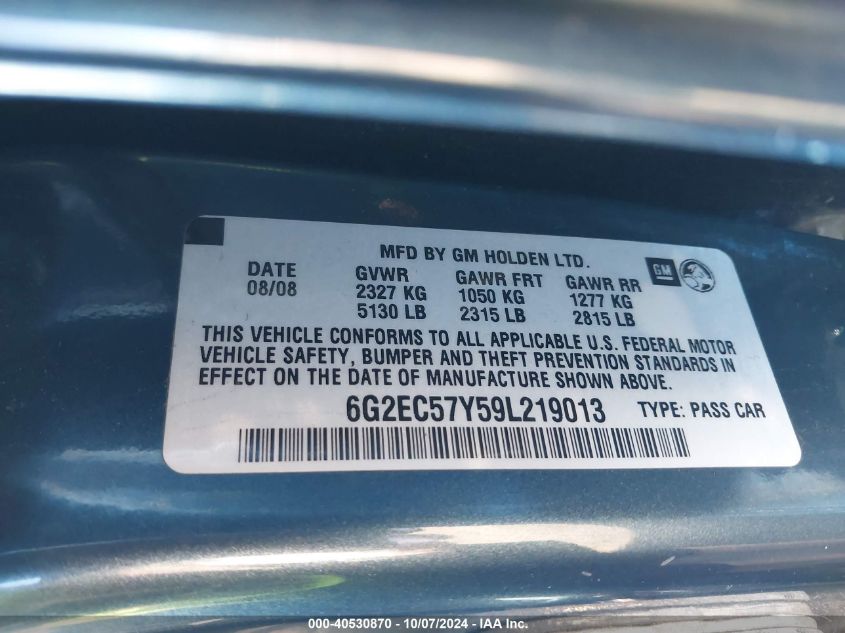 MFD BY GM HOLDEN LTD.
DATE GVWR GAWR FRT GAWR RR GM
08/08 2327 KG 1050 KG 1277 KG
5130 LB 2315 LB 2815 LB
THIS VEHICLE CONFORMS TO ALL APPLICABLE U.S. FEDERAL MOTOR
VEHICLE SAFETY, BUMPER AND THEFT PREVENTION STANDARDS IN
EFFECT ON THE DATE OF MANUFACTURE SHOWN ABOVE.
6G2EC57Y59L219013 TYPE: PASS CAR
000-40530870 - 10/07/2024 - IAA Inc.